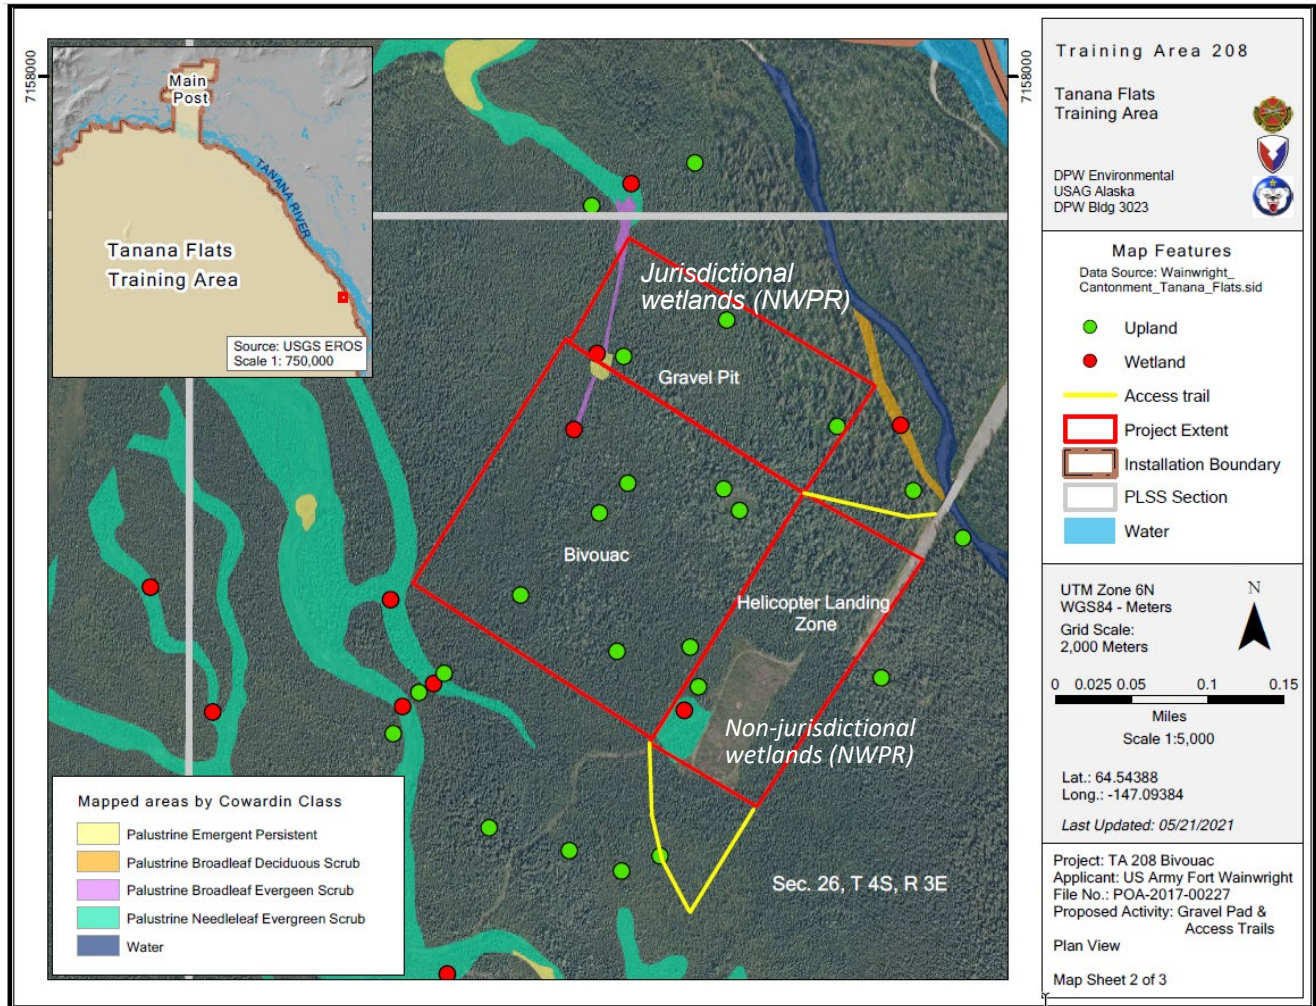 7158000
7158000
Main
Post
TANANA RIVER
Tanana Flats
Training Area
Source: USGS EROS
Scale 1: 750,000
Jurisdictional
wetlands (NWPR)
Gravel Pit
Bivouac
Helicopter Landing
Zone
Non-jurisdictional
wetlands (NWPR)
Sec. 26, T 4S, R 3E
Mapped areas by Cowardin Class
Palustrine Emergent Persistent
Palustrine Broadleaf Deciduous Scrub
Palustrine Broadleaf Evergreen Scrub
Palustrine Needleleaf Evergreen Scrub
Water
Training Area 208
Tanana Flats
Training Area
DPW Environmental
USAG Alaska
DPW Bldg 3023
Map Features
Data Source: Wainwright_
Cantonment_Tanana_Flats.sid
Upland
Wetland
Access trail
Project Extent
Installation Boundary
PLSS Section
Water
UTM Zone 6N
WGS84 - Meters
Grid Scale:
2,000 Meters
N
0 0.025 0.05 0.1 0.15
Miles
Scale 1:5,000
Lat.: 64.54388
Long.: -147.09384
Last Updated: 05/21/2021
Project: TA 208 Bivouac
Applicant: US Army Fort Wainwright
File No.: POA-2017-00227
Proposed Activity: Gravel Pad &
Access Trails
Plan View
Map Sheet 2 of 3